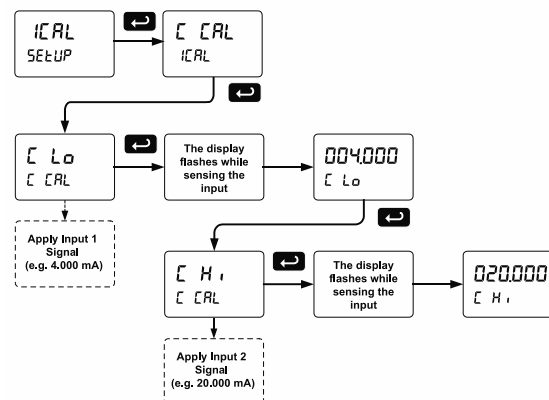 ICAL
SEtUP
C CAL
ICAL
C Lo
C CAL
The display
flashes while
sensing the
input
004.000
C Lo
Apply Input 1
Signal
(e.g. 4.000 mA)
C Hi
C CAL
The display
flashes while
sensing the
input
020.000
C Hi
Apply Input 2
Signal
(e.g. 20.000 mA)